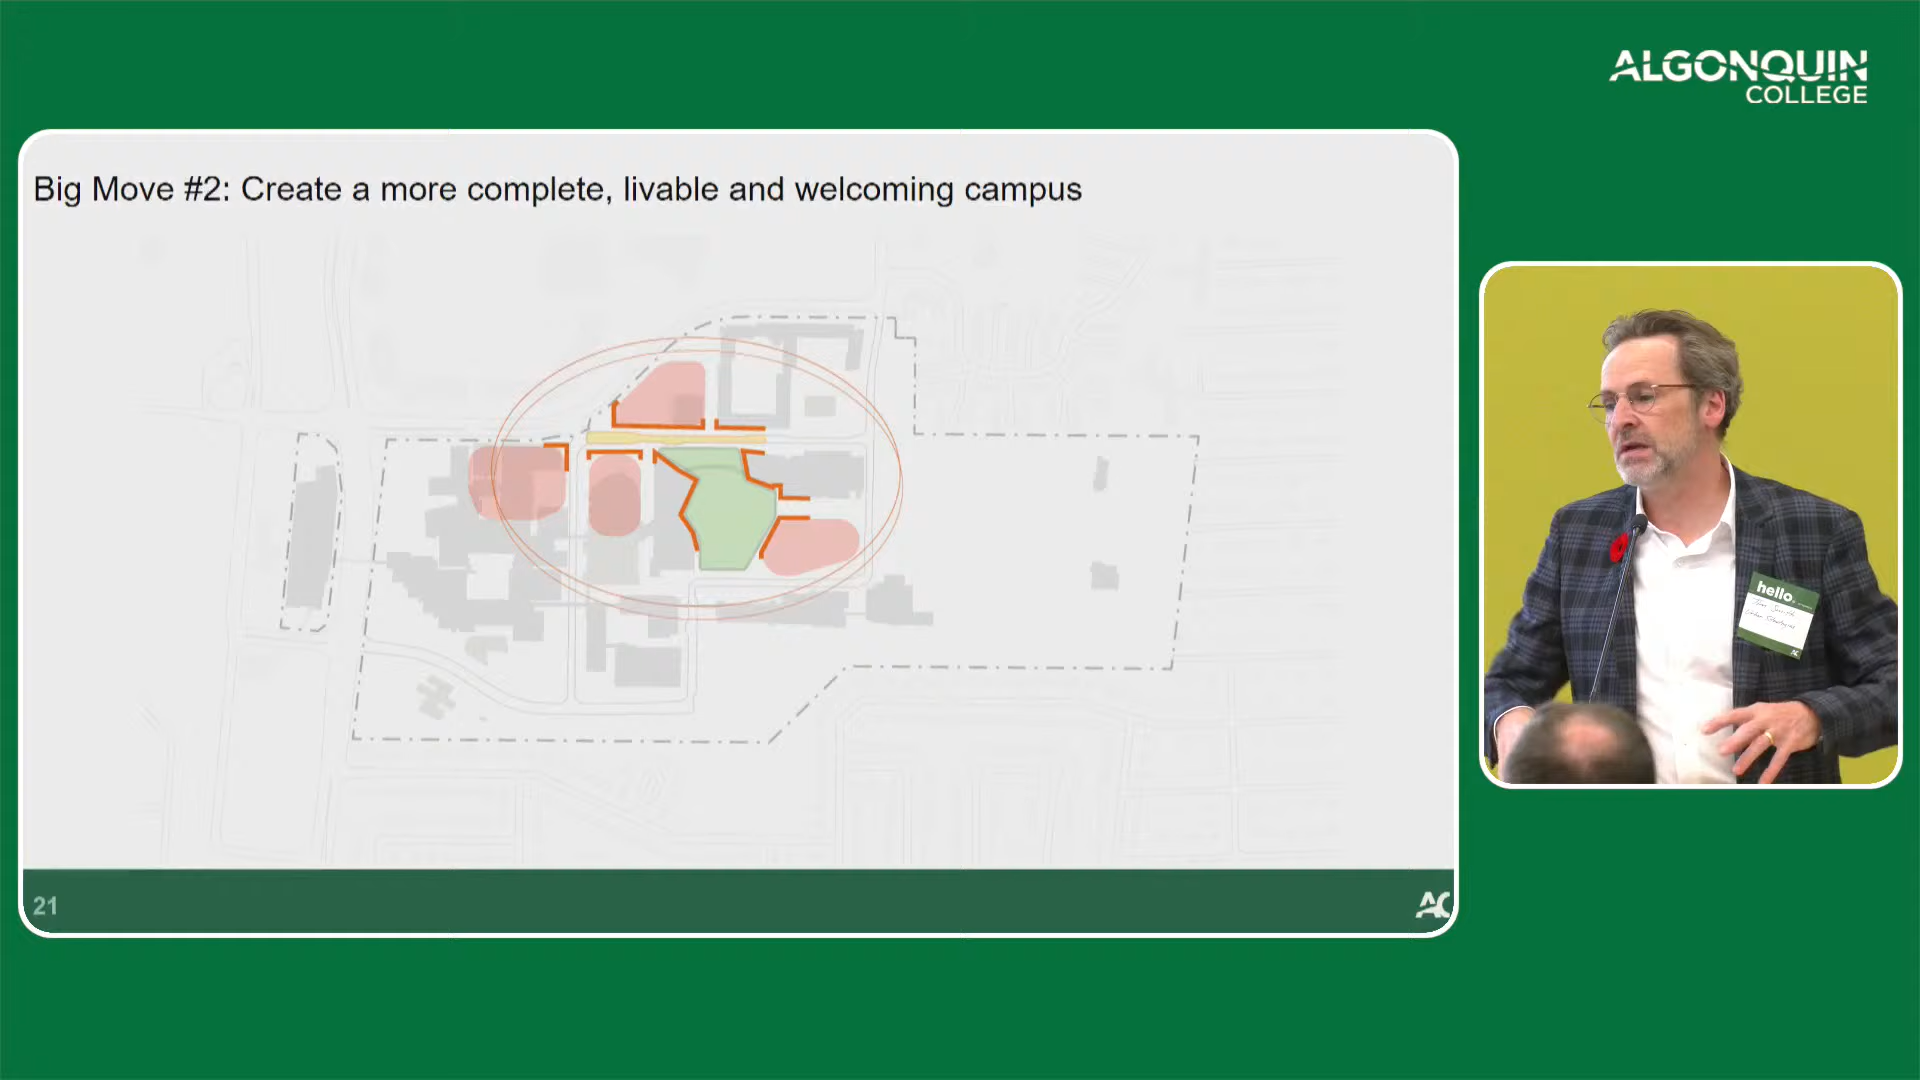 ALGONQUIN
COLLEGE
Big Move #2: Create a more complete, livable and welcoming campus
hello.
21
AC